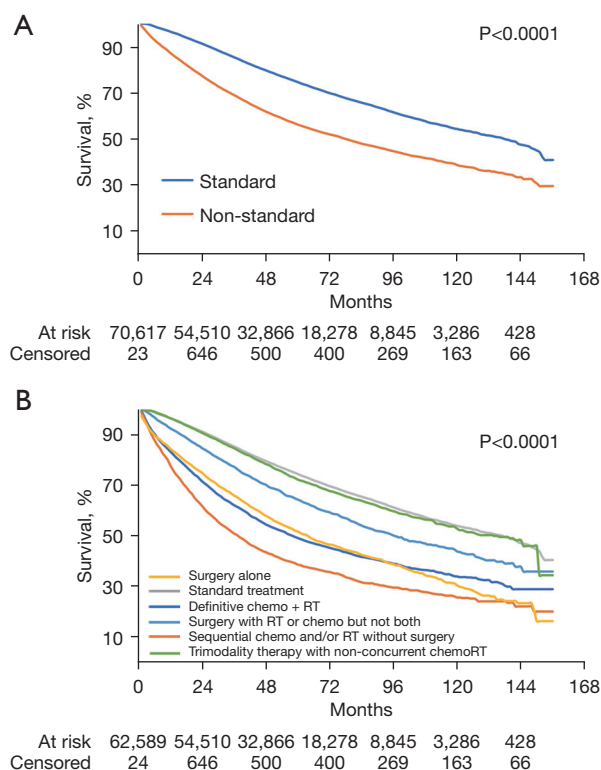 A
P<0.0001
Survival, %
90
70
50
30
10
Standard
Non-standard
0 24 48 72 96 120 144 168
Months
At risk 70,617 54,510 32,866 18,278 8,845 3,286 428
Censored 23 646 500 400 269 163 66
B
P<0.0001
Survival, %
90
70
50
30
10
Surgery alone
Standard treatment
Definitive chemo + RT
Surgery with RT or chemo but not both
Sequential chemo and/or RT without surgery
Trimodality therapy with non-concurrent chemoRT
0 24 48 72 96 120 144 168
Months
At risk 62,589 54,510 32,866 18,278 8,845 3,286 428
Censored 24 646 500 400 269 163 66